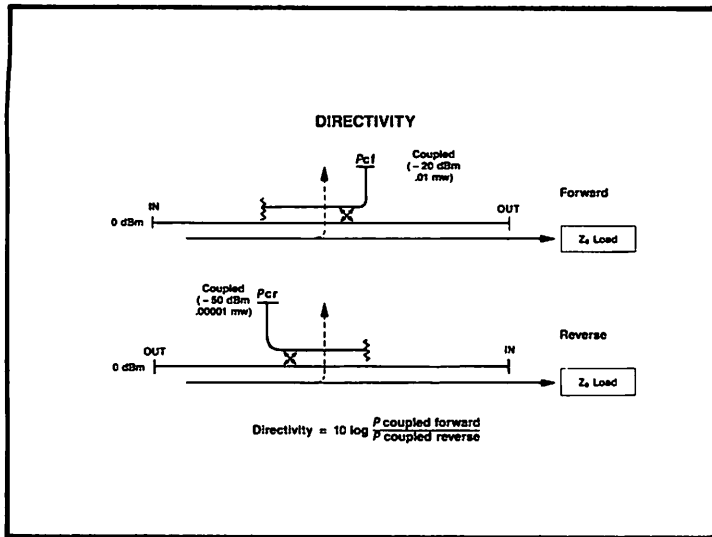 DIRECTIVITY
Pcf
Coupled
(– 20 dBm
.01 mw)
IN
OUT
Forward
0 dBm
Z₀ Load
Coupled
(– 50 dBm
.00001 mw)
Pcr
Reverse
OUT
IN
0 dBm
Z₀ Load
Directivity = 10 log P coupled forward
P coupled reverse